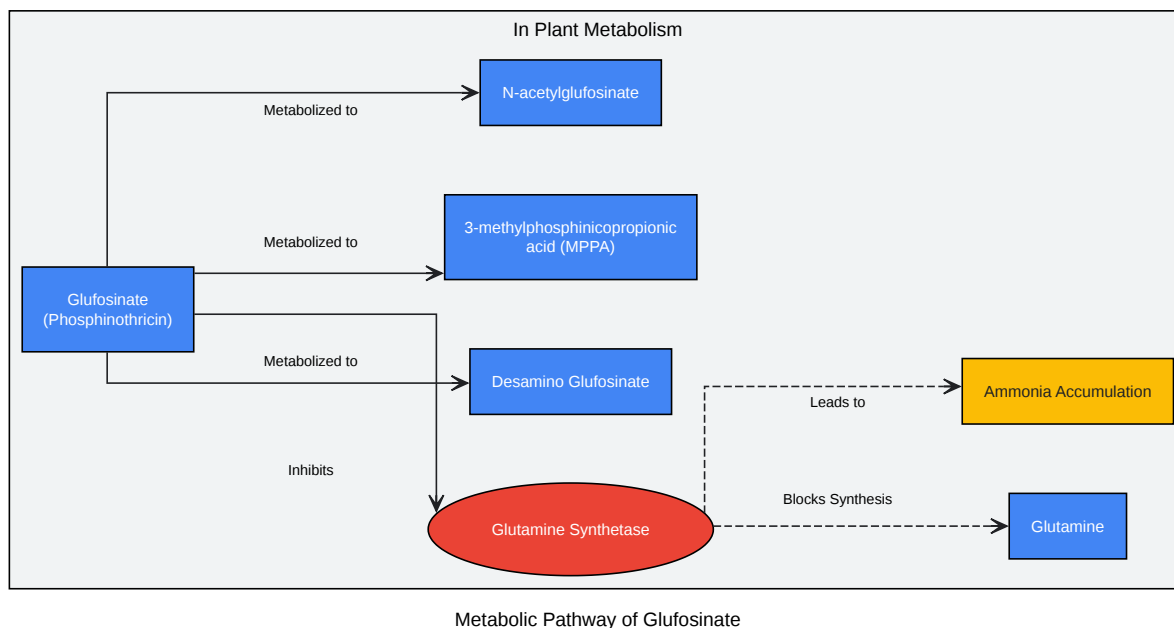 In Plant Metabolism
N-acetylglufosinate
Metabolized to
3-methylphosphinicopropionic
acid (MPPA)
Metabolized to
Glufosinate
(Phosphinothricin)
Metabolized to
Desamino Glufosinate
Ammonia Accumulation
Leads to
Inhibits
Blocks Synthesis
Glutamine Synthetase
Glutamine
Metabolic Pathway of Glufosinate